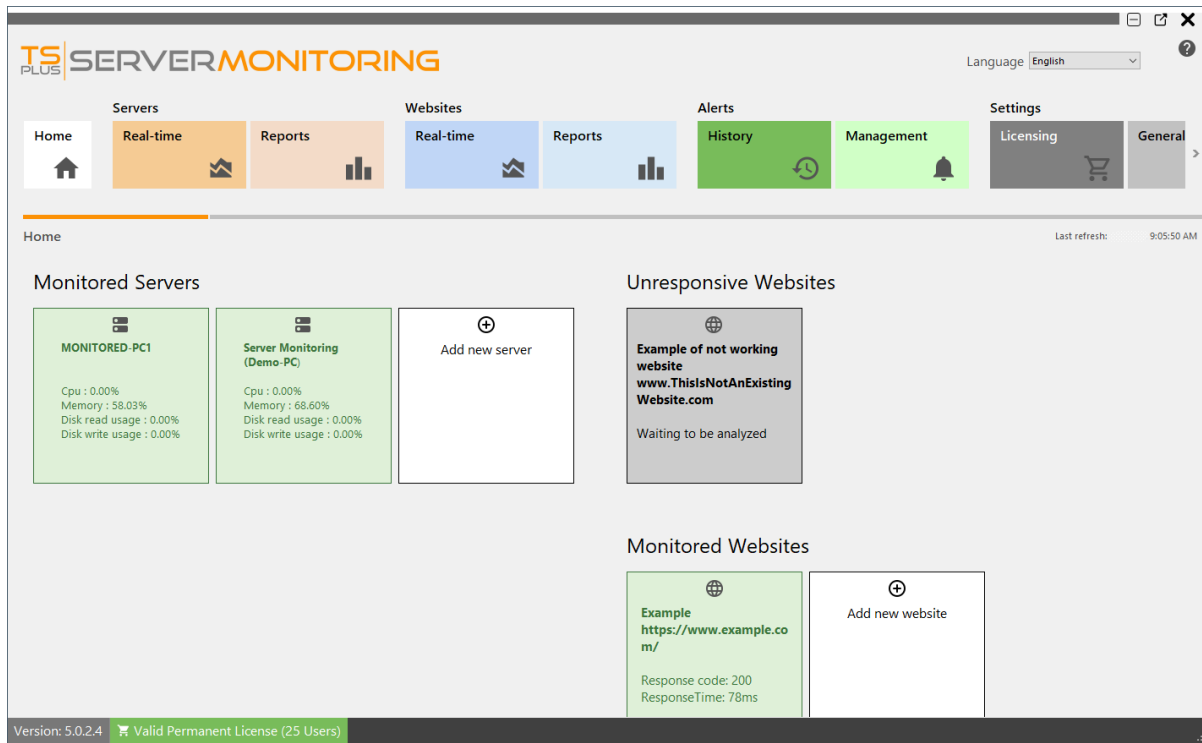 TS PLUS SERVERMONITORING
Language English
Servers
Websites
Alerts
Settings
Home
Real-time
Reports
Real-time
Reports
History
Management
Licensing
General
Home
Last refresh: 9:05:50 AM
Monitored Servers
MONITORED-PC1
Cpu : 0.00%
Memory : 58.03%
Disk read usage : 0.00%
Disk write usage : 0.00%
Server Monitoring
(Demo-PC)
Cpu : 0.00%
Memory : 68.60%
Disk read usage : 0.00%
Disk write usage : 0.00%
Add new server
Unresponsive Websites
Example of not working
website
www.ThisIsNotAnExisting
Website.com
Waiting to be analyzed
Monitored Websites
Example
https://www.example.co
m/
Response code: 200
ResponseTime: 78ms
Add new website
Version: 5.0.2.4
Valid Permanent License (25 Users)